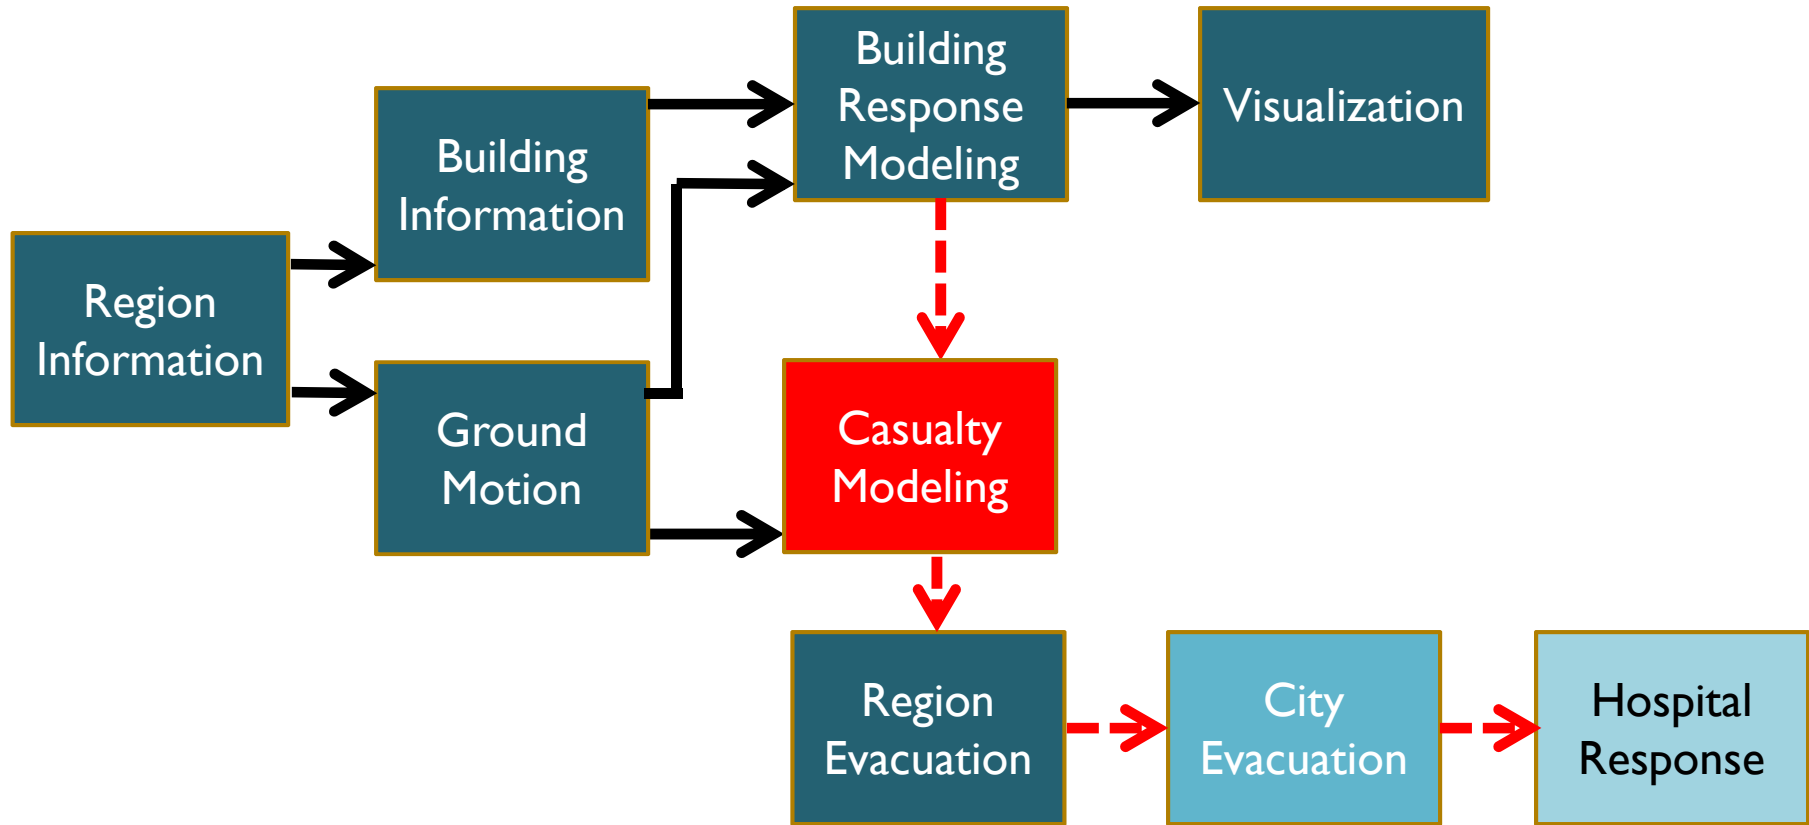 Building
Response
Modeling
Visualization
Building
Information
Region
Information
Ground
Motion
Casualty
Modeling
Region
Evacuation
City
Evacuation
Hospital
Response